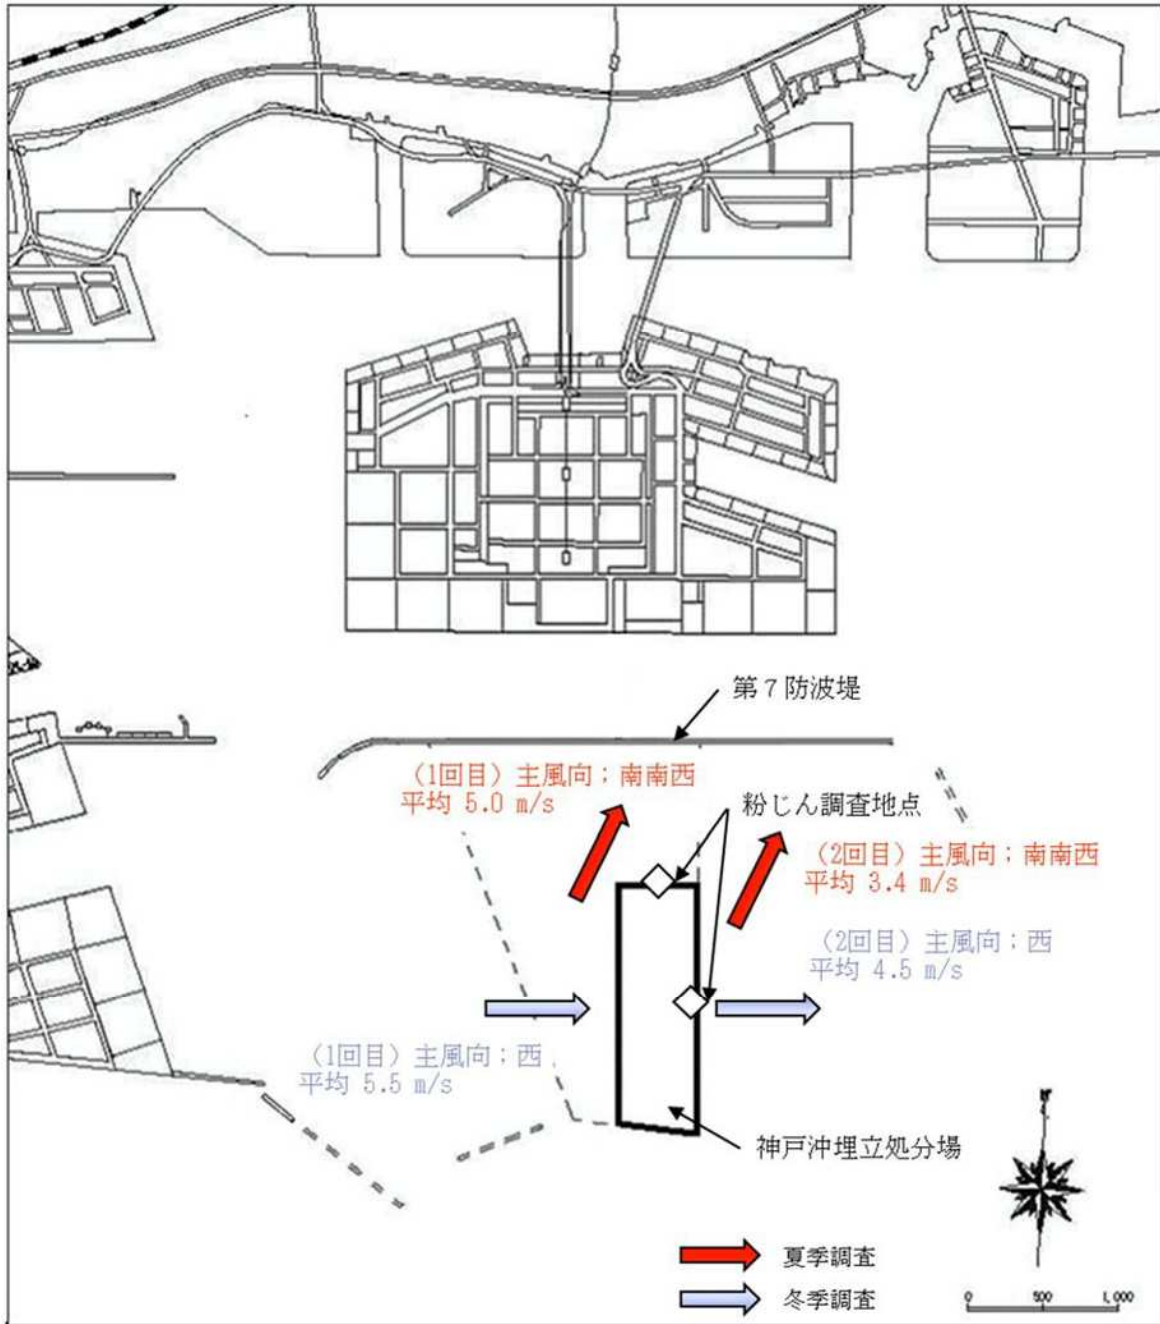 第７防波堤
（1回目）主風向；南南西
平均 5.0 m/s
粉じん調査地点
（2回目）主風向；南南西
平均 3.4 m/s
（2回目）主風向；西
平均 4.5 m/s
（1回目）主風向；西
平均 5.5 m/s
神戸沖埋立処分場
夏季調査
冬季調査
0 500 1,000